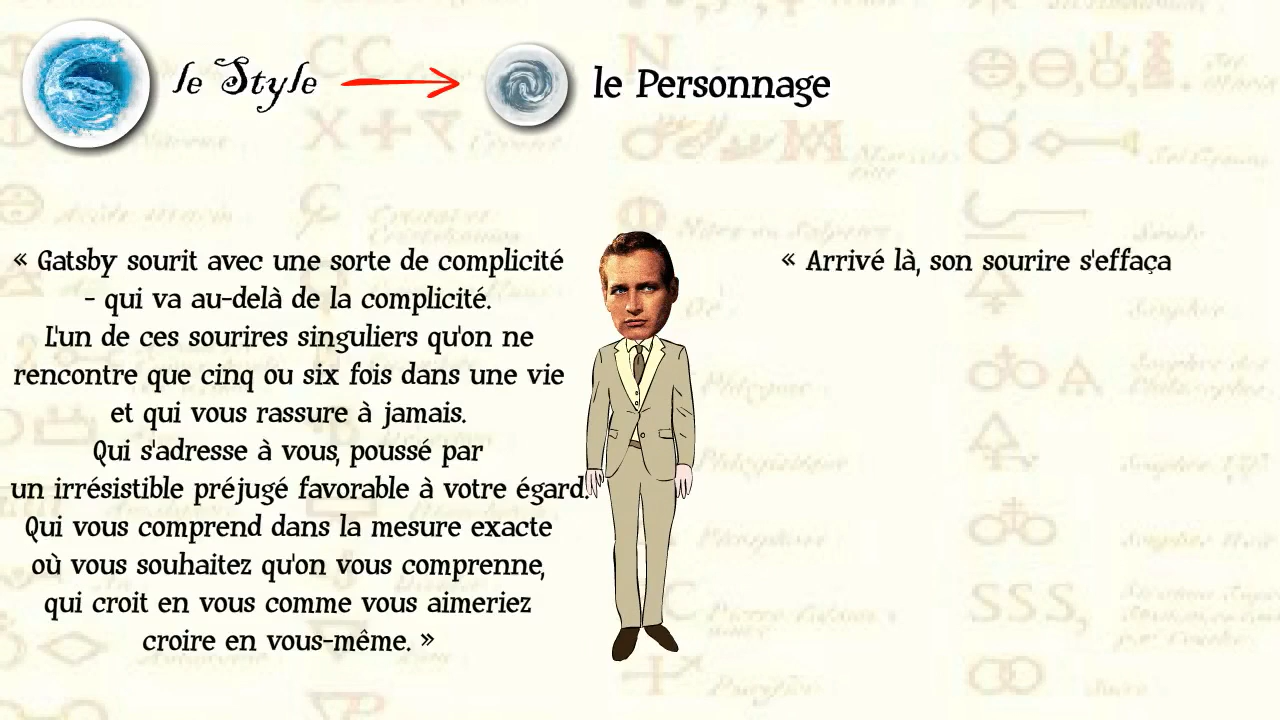 le Style
le Personnage
« Gatsby sourit avec une sorte de complicité
- qui va au-delà de la complicité.
L'un de ces sourires singuliers qu'on ne
rencontre que cinq ou six fois dans une vie
et qui vous rassure à jamais.
Qui s'adresse à vous, poussé par
un irrésistible préjugé favorable à votre égard.
Qui vous comprend dans la mesure exacte
où vous souhaitez qu'on vous comprenne,
qui croit en vous comme vous aimeriez
croire en vous-même. »
« Arrivé là, son sourire s'effaça